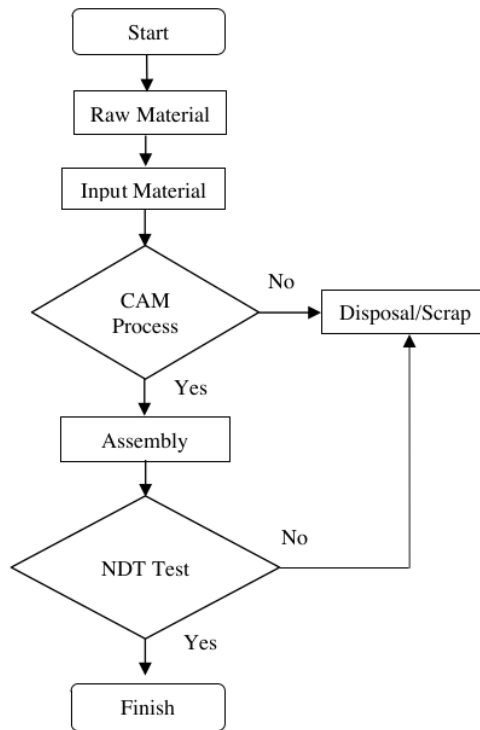 Start
Raw Material
Input Material
CAM
Process
No
Disposal/Scrap
Yes
Assembly
NDT Test
No
Yes
Finish